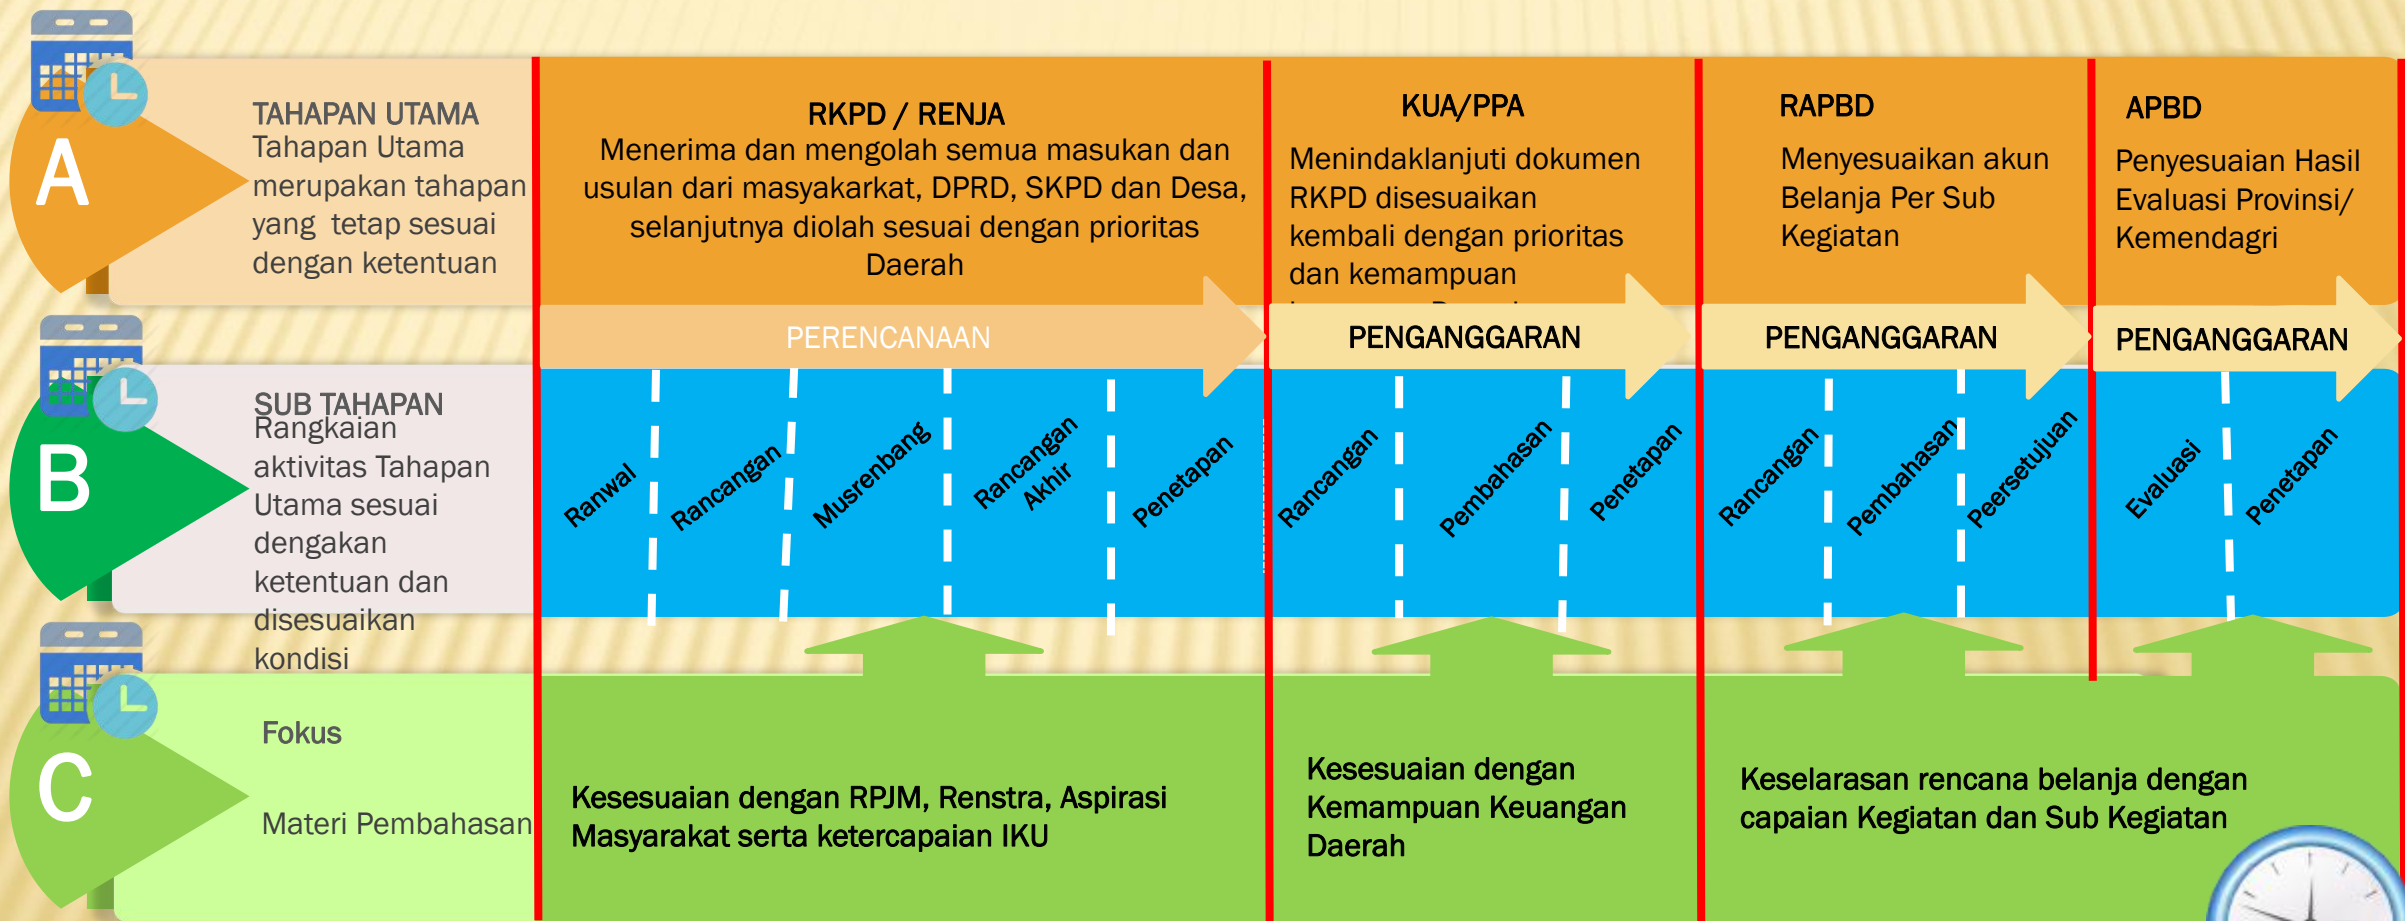 A
TAHAPAN UTAMA
Tahapan Utama
merupakan tahapan
yang tetap sesuai
dengan ketentuan
RKPD / RENJA
Menerima dan mengolah semua masukan dan
usulan dari masyakarkat, DPRD, SKPD dan Desa,
selanjutnya diolah sesuai dengan prioritas
Daerah
KUA/PPA
Menindaklanjuti dokumen
RKPD disesuaikan
kembali dengan prioritas
dan kemampuan
RAPBD
Menyesuaikan akun
Belanja Per Sub
Kegiatan
APBD
Penyesuaian Hasil
Evaluasi Provinsi/
Kemendagri
PERENCANAAN
PENGANGGARAN
PENGANGGARAN
PENGANGGARAN
B
SUB TAHAPAN
Rangkaian
aktivitas Tahapan
Utama sesuai
dengakan
ketentuan dan
disesuaikan
kondisi
Ranwal
Rancangan
Musrenbang
Rancangan
Akhir
Penetapan
Rancangan
Pembahasan
Penetapan
Rancangan
Pembahasan
Peersetujuan
Evaluasi
Penetapan
C
Fokus
Materi Pembahasan
Kesesuaian dengan RPJM, Renstra, Aspirasi
Masyarakat serta ketercapaian IKU
Kesesuaian dengan
Kemampuan Keuangan
Daerah
Keselarasan rencana belanja dengan
capaian Kegiatan dan Sub Kegiatan